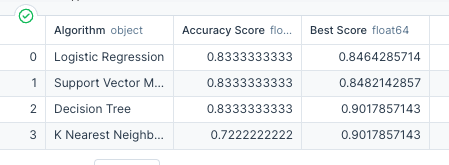 Algorithm object Accuracy Score flo... Best Score float64
0 Logistic Regression 0.8333333333 0.8464285714
1 Support Vector M... 0.8333333333 0.8482142857
2 Decision Tree 0.8333333333 0.9017857143
3 K Nearest Neighb... 0.7222222222 0.9017857143